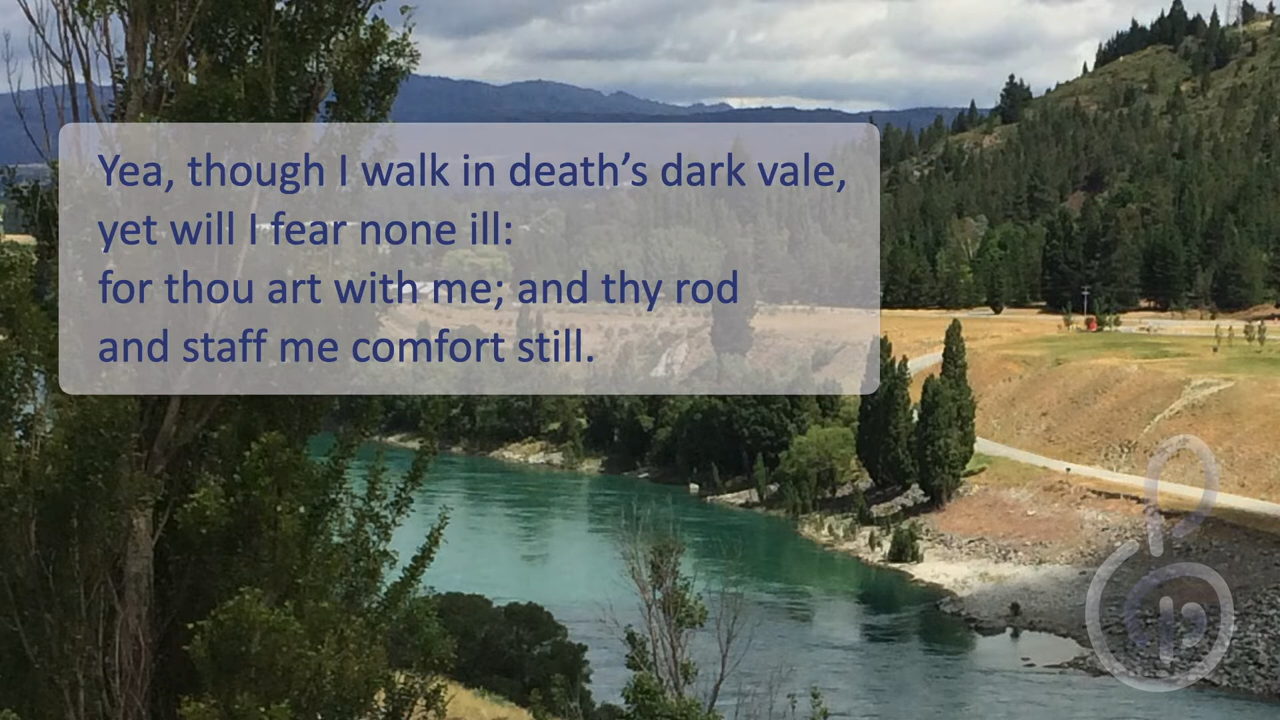 Yea, though I walk in death’s dark vale,
yet will I fear none ill:
for thou art with me; and thy rod
and staff me comfort still.